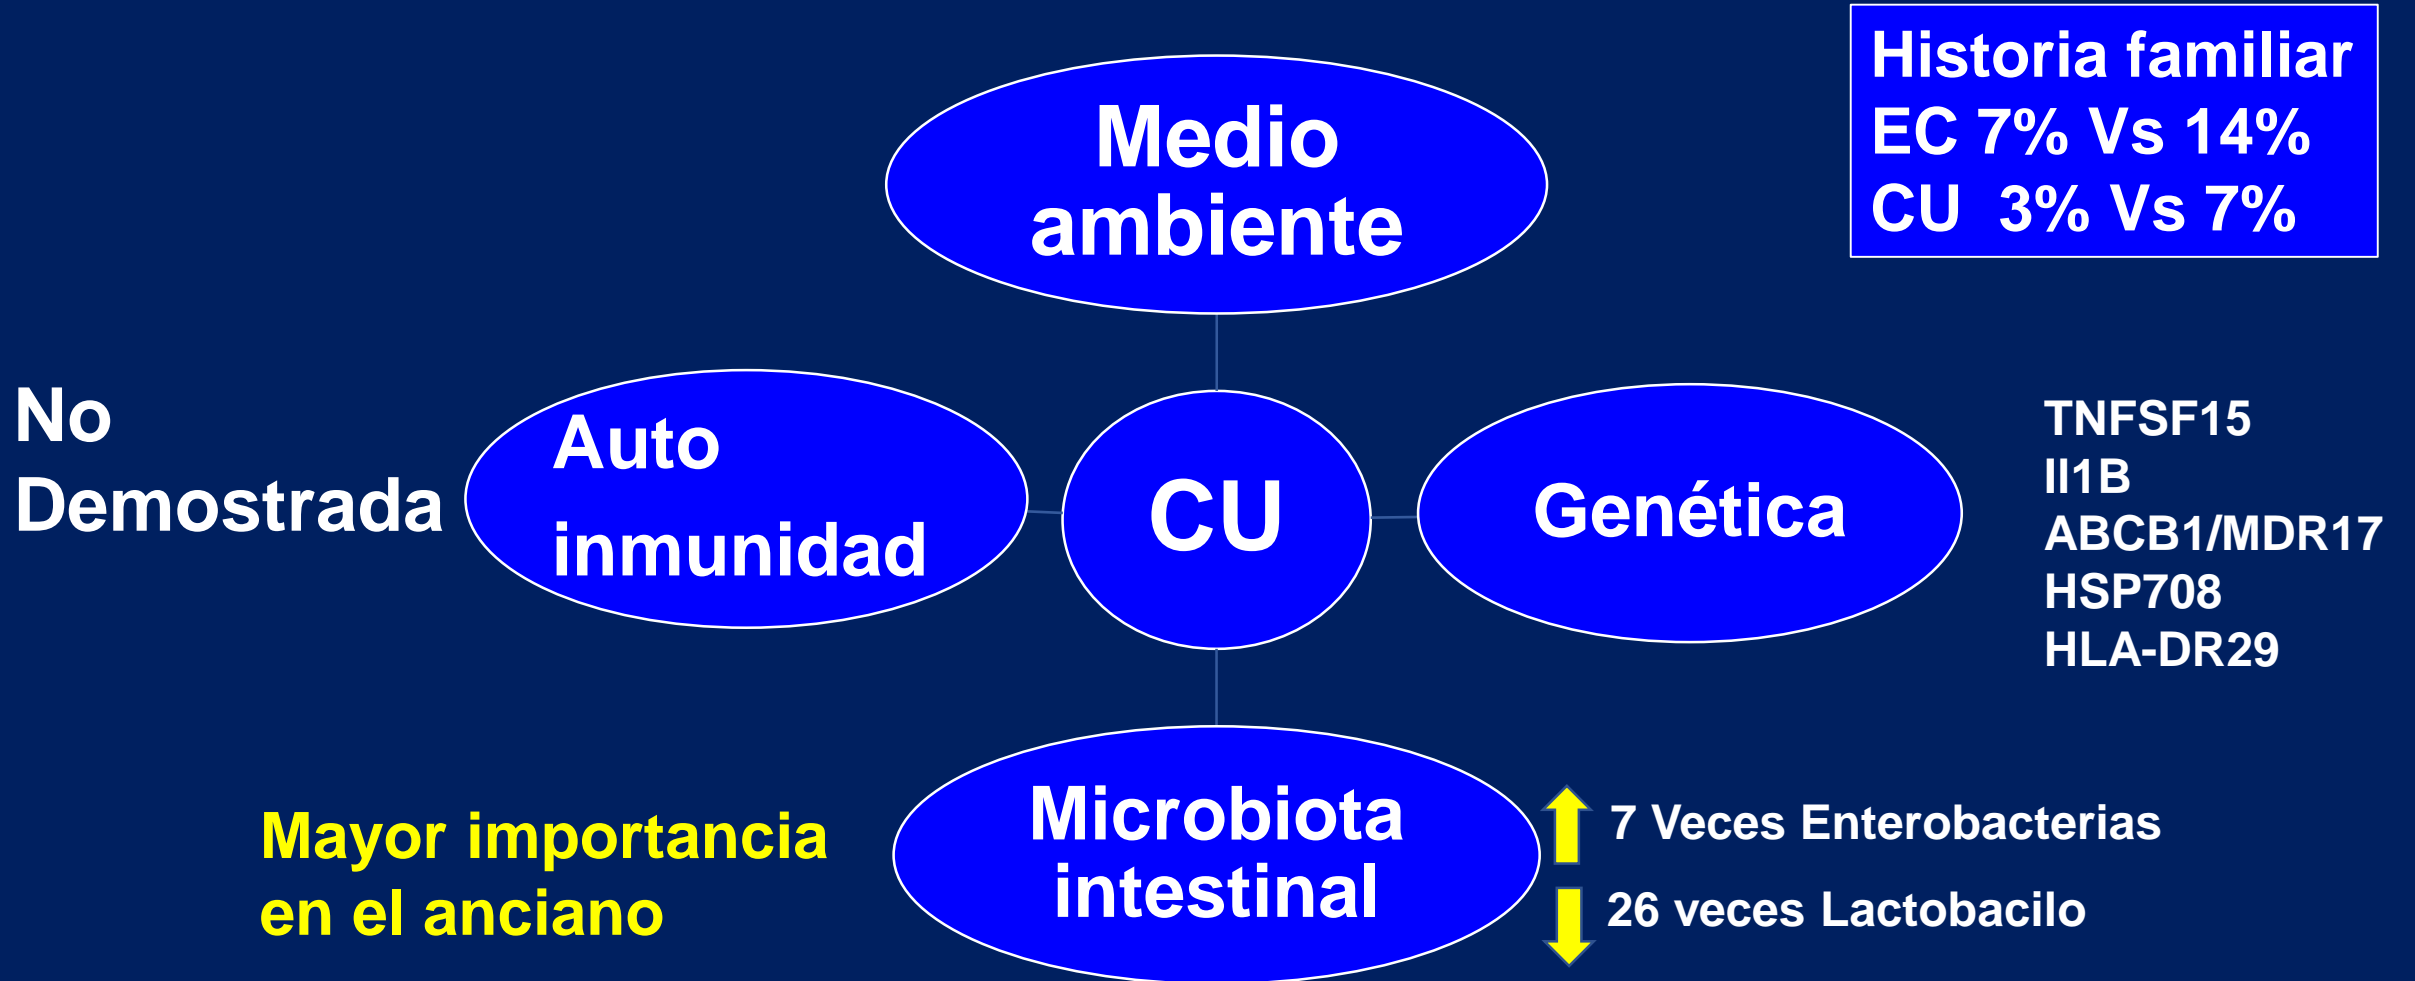 Historia familiar
EC 7% Vs 14%
CU 3% Vs 7%
Medio
ambiente
No
Demostrada
Auto
inmunidad
CU
Genética
TNFSF15
II1B
ABCB1/MDR17
HSP708
HLA-DR29
Mayor importancia
en el anciano
Microbiota
intestinal
7 Veces Enterobacterias
26 veces Lactobacilo